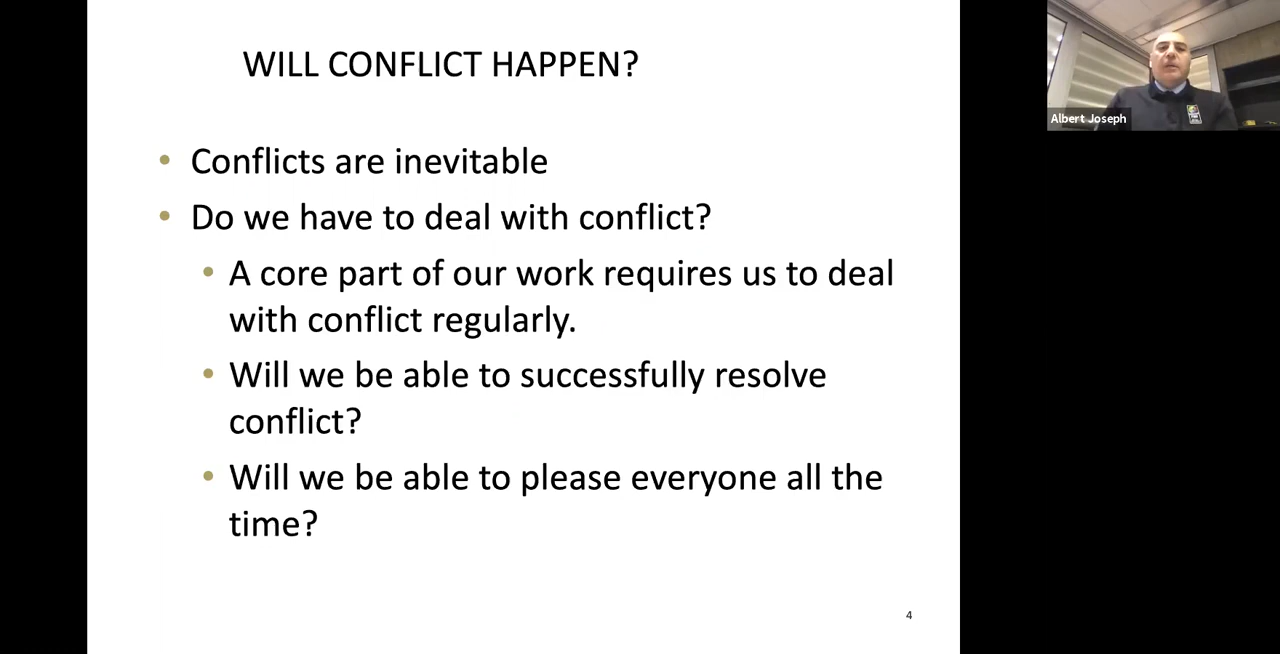 WILL CONFLICT HAPPEN?
• Conflicts are inevitable
• Do we have to deal with conflict?
• A core part of our work requires us to deal
with conflict regularly.
• Will we be able to successfully resolve
conflict?
• Will we be able to please everyone all the
time?
4
Albert Joseph